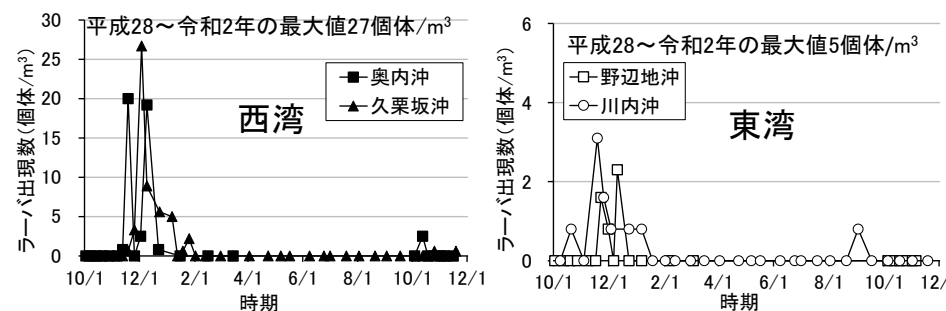 平成28～令和2年の最大値27個体/m³
30
25
20
15
10
5
0
ラーバ出現数(個体/m³)
奥内沖
久栗坂沖
西湾
10/1 12/1 2/1 4/1 6/1 8/1 10/1 12/1
時期
平成28～令和2年の最大値5個体/m³
6
4
2
0
ラーバ出現数(個体/m³)
野辺地沖
川内沖
東湾
10/1 12/1 2/1 4/1 6/1 8/1 10/1 12/
時期